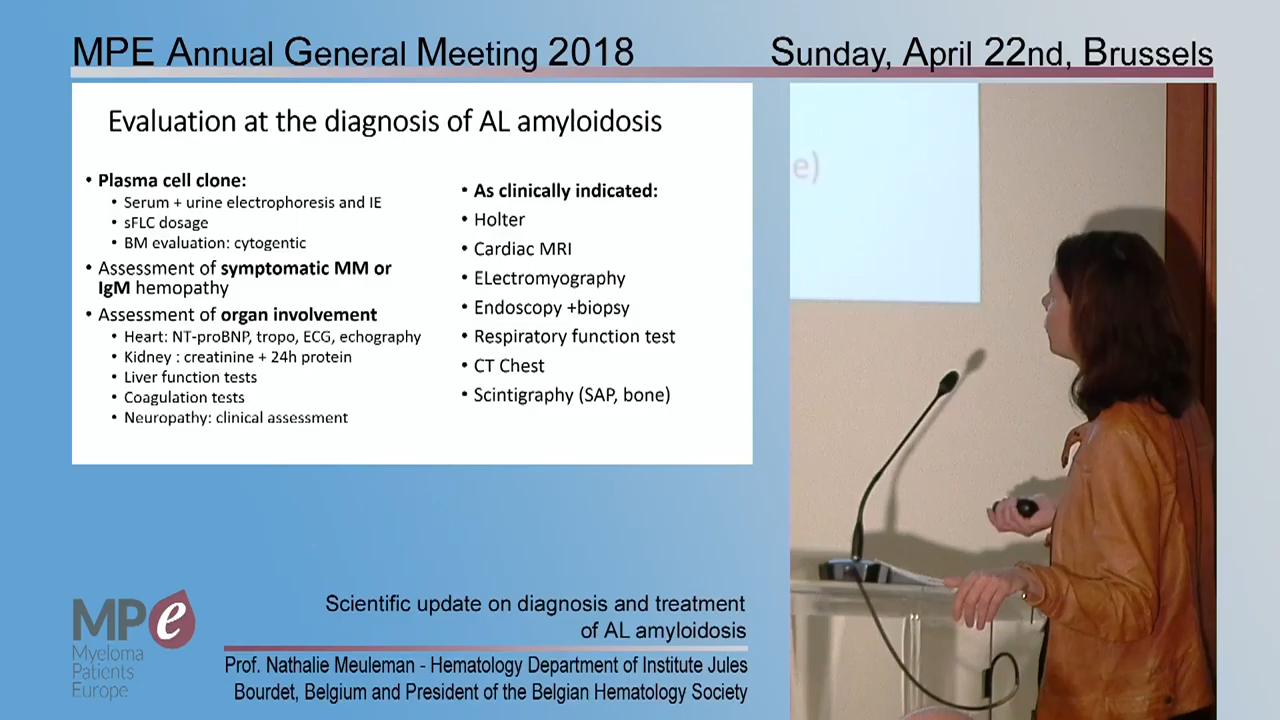 MPE Annual General Meeting 2018
Sunday, April 22nd, Brussels
Evaluation at the diagnosis of AL amyloidosis
• Plasma cell clone:
• Serum + urine electrophoresis and IE
• sFLC dosage
• BM evaluation: cytogentic
• Assessment of symptomatic MM or
IgM hemopathy
• Assessment of organ involvement
• Heart: NT-proBNP, tropo, ECG, echography
• Kidney : creatinine + 24h protein
• Liver function tests
• Coagulation tests
• Neuropathy: clinical assessment
• As clinically indicated:
• Holter
• Cardiac MRI
• ELectromyography
• Endoscopy +biopsy
• Respiratory function test
• CT Chest
• Scintigraphy (SAP, bone)
e)
MPe
Myeloma
Patients
Europe
Scientific update on diagnosis and treatment
of AL amyloidosis
Prof. Nathalie Meuleman - Hematology Department of Institute Jules
Bourdet, Belgium and President of the Belgian Hematology Society